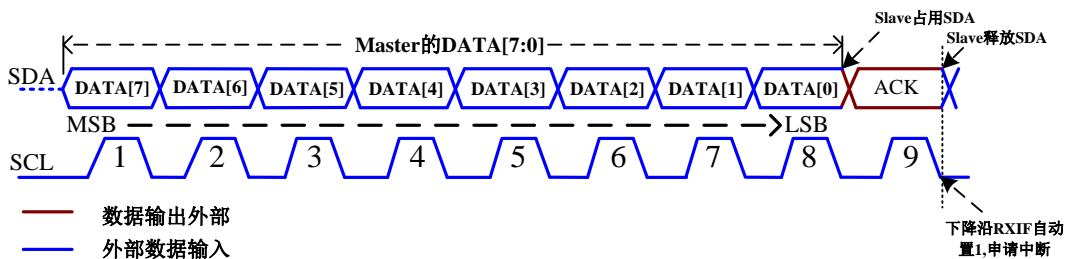 Slave占用SDA
Master的DATA[7:0]
Slave释放SDA
SDA
DATA[7] DATA[6] DATA[5] DATA[4] DATA[3] DATA[2] DATA[1] DATA[0] ACK
MSB LSB
SCL 1 2 3 4 5 6 7 8 9
数据输出外部
外部数据输入
下降沿RXIF自动
置1,申请中断